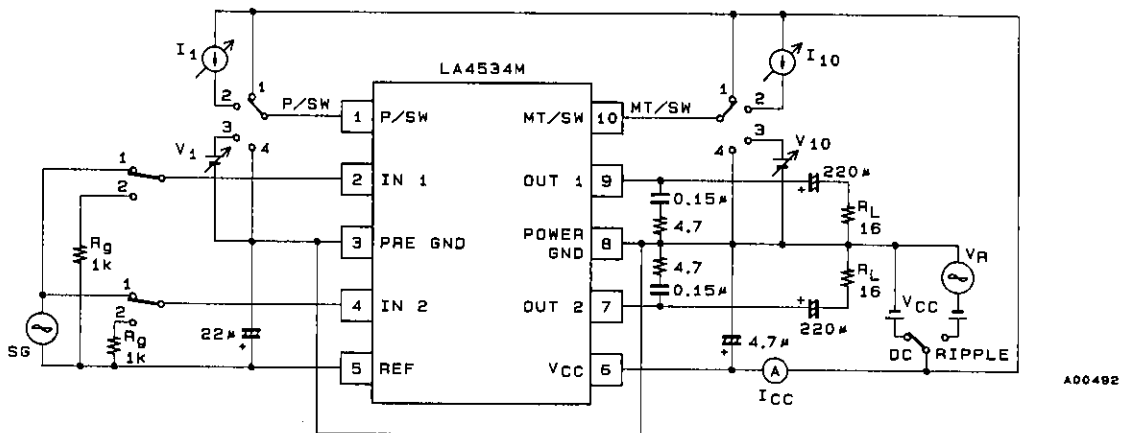 LA4534M
I1
I10
1
2
P/SW
3
4
V1
1
P/SW
MT/SW
10
MT/SW
1
2
3
4
V10
1
2
2
IN 1
OUT 1
9
220μ
+
0.15μ
4.7
RL
16
Rg
1k
3
PRE GND
POWER
GND
8
1
2
4
IN 2
OUT 2
7
4.7
0.15μ
+
220μ
RL
16
VR
VCC
SG
Rg
1k
22μ
+
5
REF
VCC
6
+
4.7μ
A
ICC
DC
RIPPLE
A00492